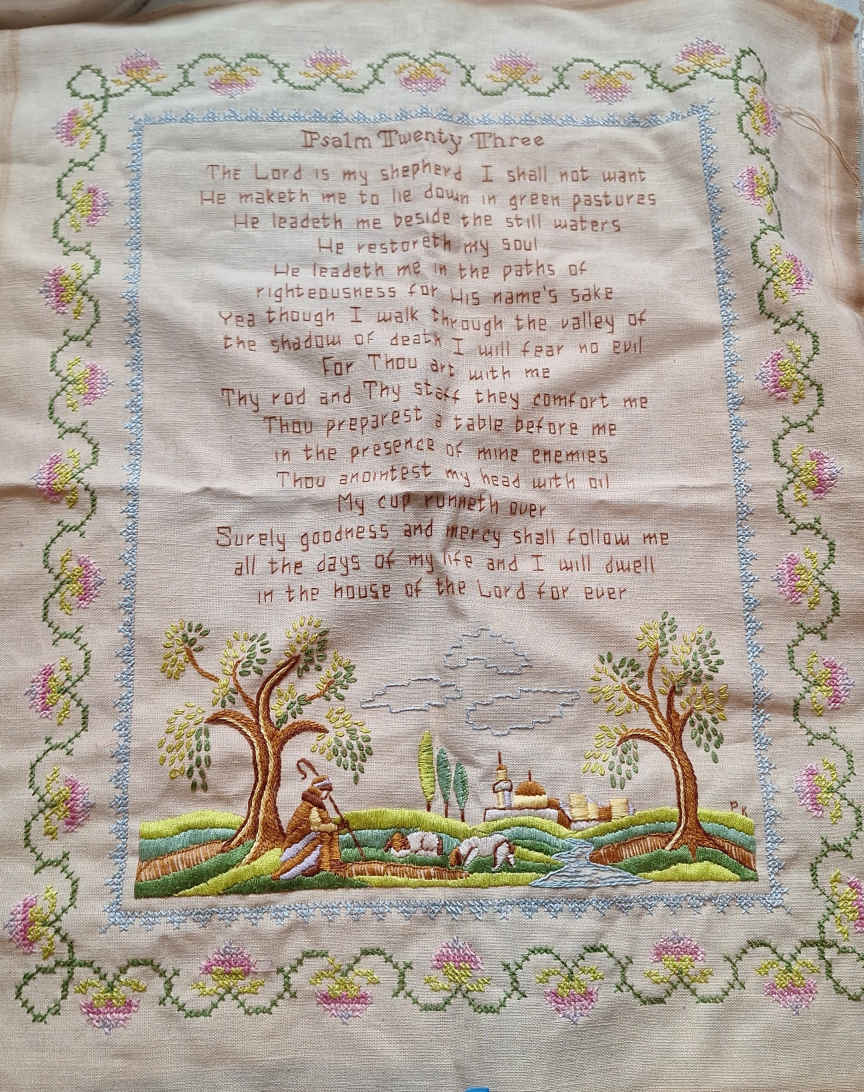 Psalm Twenty Three
The Lord is my shepherd I shall not want
He maketh me to lie down in green pastures
He leadeth me beside the still waters
He restoreth my soul
He leadeth me in the paths of
righteousness for His name's sake
Yea though I walk through the valley of
the shadow of death I will fear no evil
For Thou art with me
Thy rod and Thy staff they comfort me
Thou preparest a table before me
in the presence of mine enemies
Thou anointest my head with oil
My cup runneth over
Surely goodness and mercy shall follow me
all the days of my life and I will dwell
in the house of the Lord for ever
PK